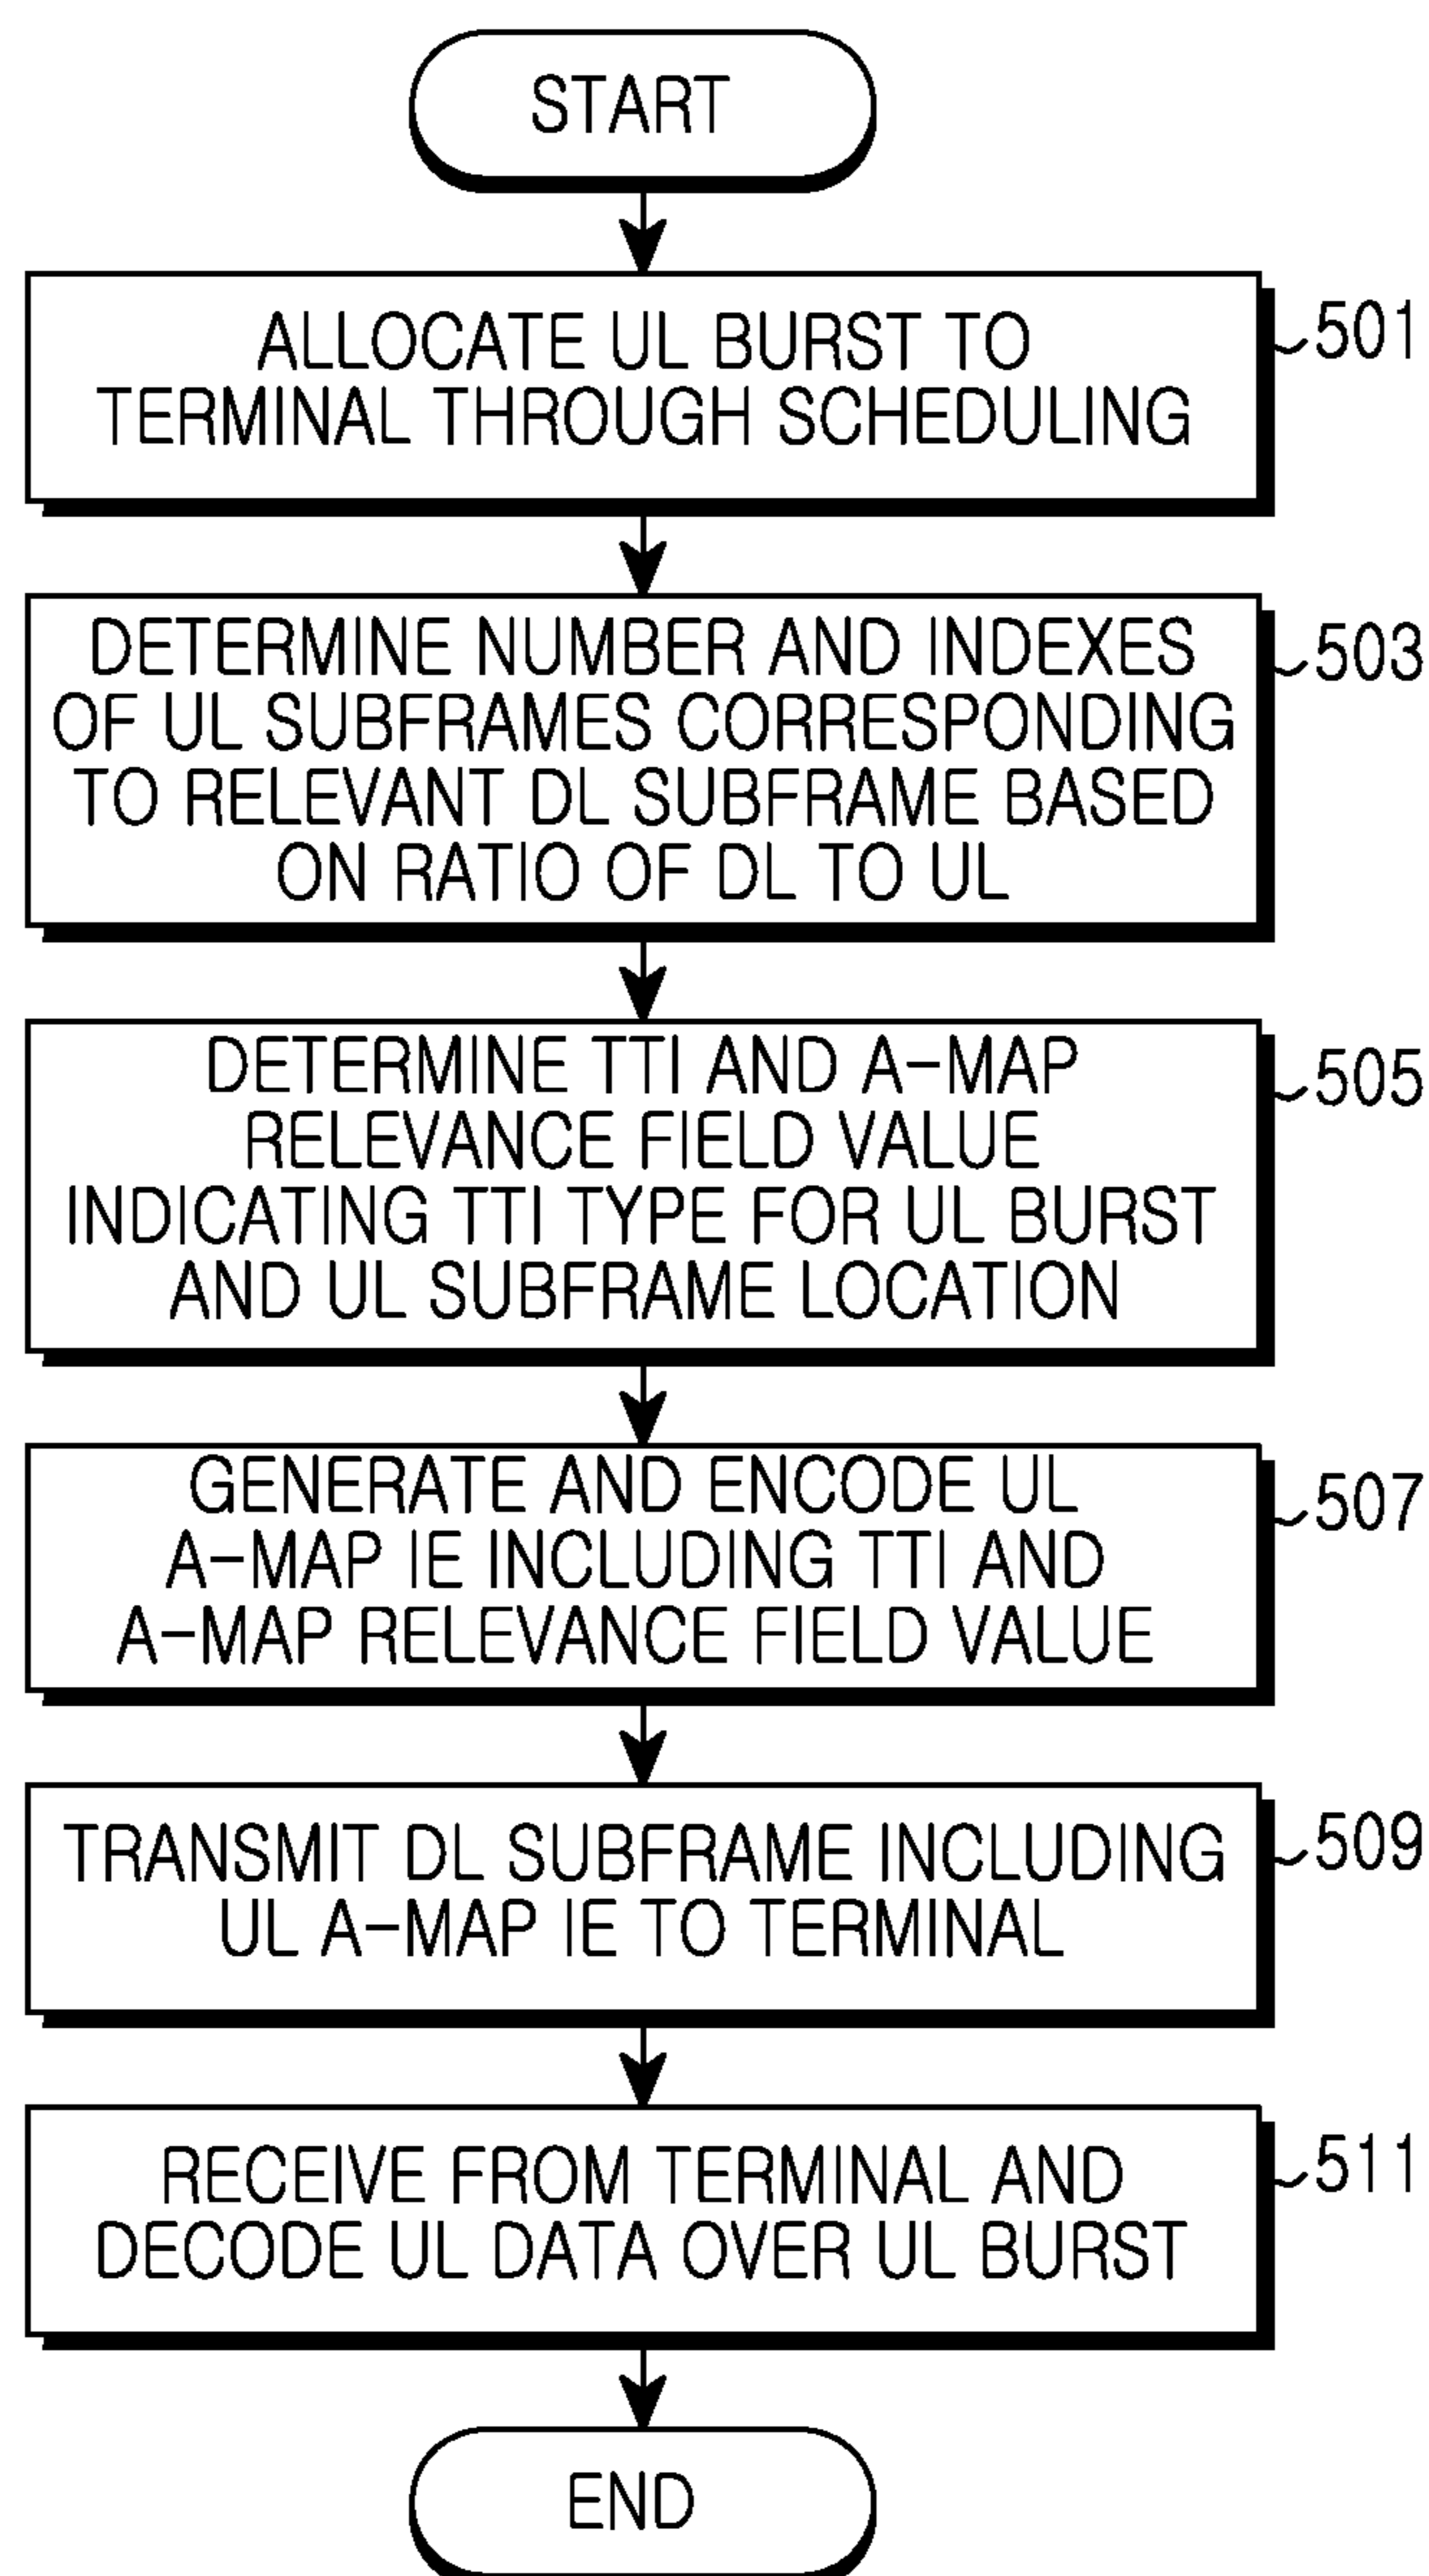 START
ALLOCATE UL BURST TO
TERMINAL THROUGH SCHEDULING
501
DETERMINE NUMBER AND INDEXES
OF UL SUBFRAMES CORRESPONDING
TO RELEVANT DL SUBFRAME BASED
ON RATIO OF DL TO UL
503
DETERMINE TTI AND A-MAP
RELEVANCE FIELD VALUE
INDICATING TTI TYPE FOR UL BURST
AND UL SUBFRAME LOCATION
505
GENERATE AND ENCODE UL
A-MAP IE INCLUDING TTI AND
A-MAP RELEVANCE FIELD VALUE
507
TRANSMIT DL SUBFRAME INCLUDING
UL A-MAP IE TO TERMINAL
509
RECEIVE FROM TERMINAL AND
DECODE UL DATA OVER UL BURST
511
END